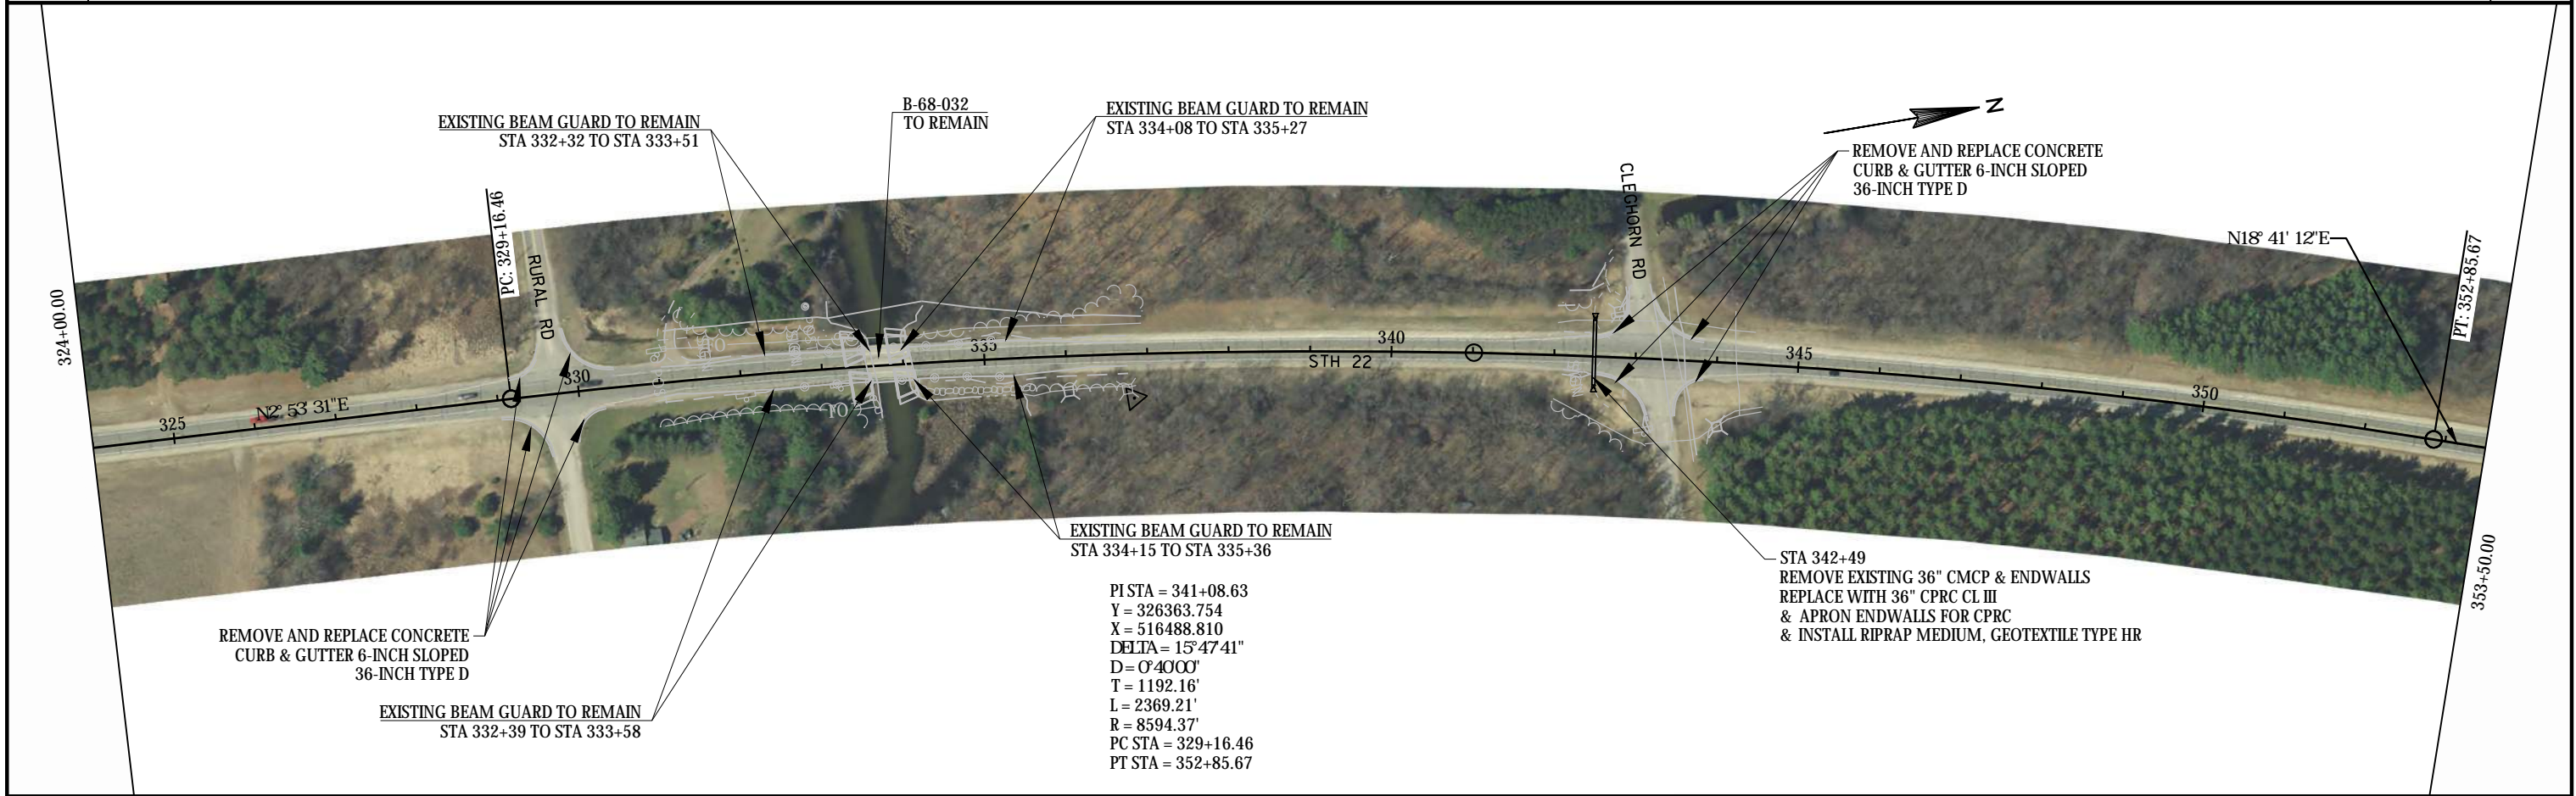 EXISTING BEAM GUARD TO REMAIN
STA 332+32 TO STA 333+51
B-68-032
TO REMAIN
EXISTING BEAM GUARD TO REMAIN
STA 334+08 TO STA 335+27
N
REMOVE AND REPLACE CONCRETE
CURB & GUTTER 6-INCH SLOPED
36-INCH TYPE D
PC: 329+16.46
RURAL RD
CLEGHORN RD
N18° 41' 12"E
PT: 352+85.67
324+00.00
325
N2° 53' 31"E
330
335
340
STH 22
345
350
353+50.00
EXISTING BEAM GUARD TO REMAIN
STA 334+15 TO STA 335+36
STA 342+49
REMOVE EXISTING 36" CMCP & ENDWALLS
REPLACE WITH 36" CPRC CL III
& APRON ENDWALLS FOR CPRC
& INSTALL RIPRAP MEDIUM, GEOTEXTILE TYPE HR
REMOVE AND REPLACE CONCRETE
CURB & GUTTER 6-INCH SLOPED
36-INCH TYPE D
EXISTING BEAM GUARD TO REMAIN
STA 332+39 TO STA 333+58
PI STA = 341+08.63
Y = 326363.754
X = 516488.810
DELTA = 15°47'41"
D = 0°40'00"
T = 1192.16'
L = 2369.21'
R = 8594.37'
PC STA = 329+16.46
PT STA = 352+85.67